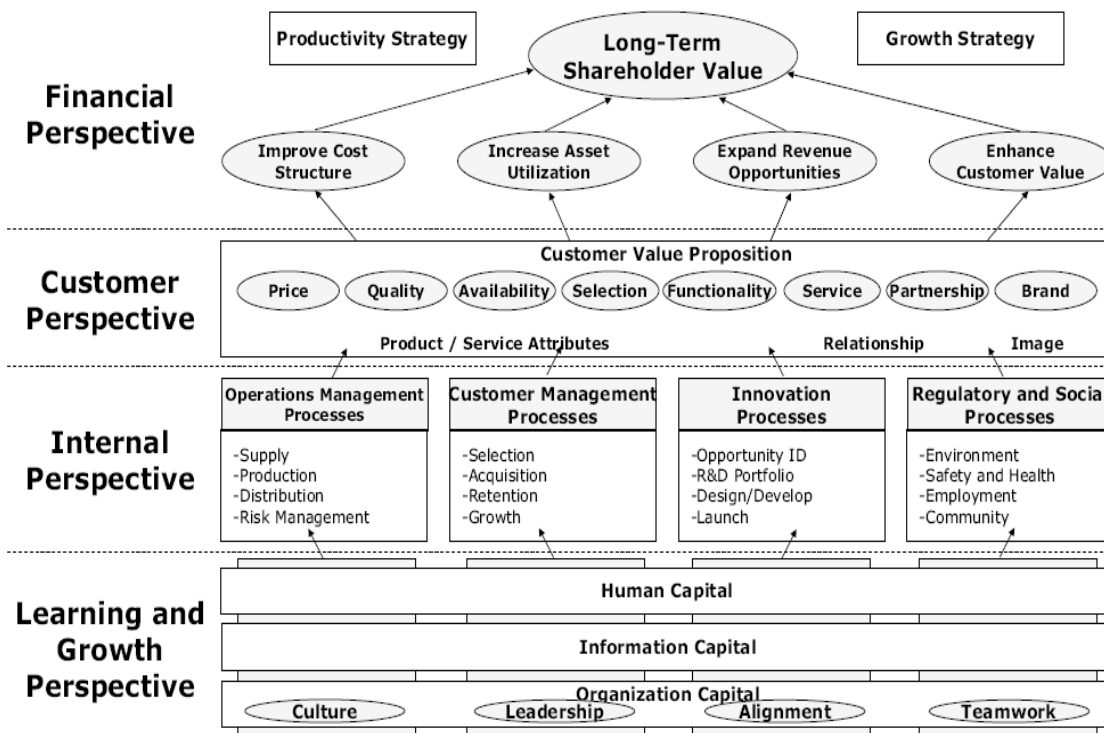 Productivity Strategy
Long-Term
Shareholder Value
Growth Strategy
Financial
Perspective
Improve Cost
Structure
Increase Asset
Utilization
Expand Revenue
Opportunities
Enhance
Customer Value
Customer
Perspective
Customer Value Proposition
Price
Quality
Availability
Selection
Functionality
Service
Partnership
Brand
Product / Service Attributes
Relationship
Image
Internal
Perspective
Operations Management
Processes
-Supply
-Production
-Distribution
-Risk Management
Customer Management
Processes
-Selection
-Acquisition
-Retention
-Growth
Innovation
Processes
-Opportunity ID
-R&D Portfolio
-Design/Develop
-Launch
Regulatory and Social
Processes
-Environment
-Safety and Health
-Employment
-Community
Learning and
Growth
Perspective
Human Capital
Information Capital
Organization Capital
Culture
Leadership
Alignment
Teamwork